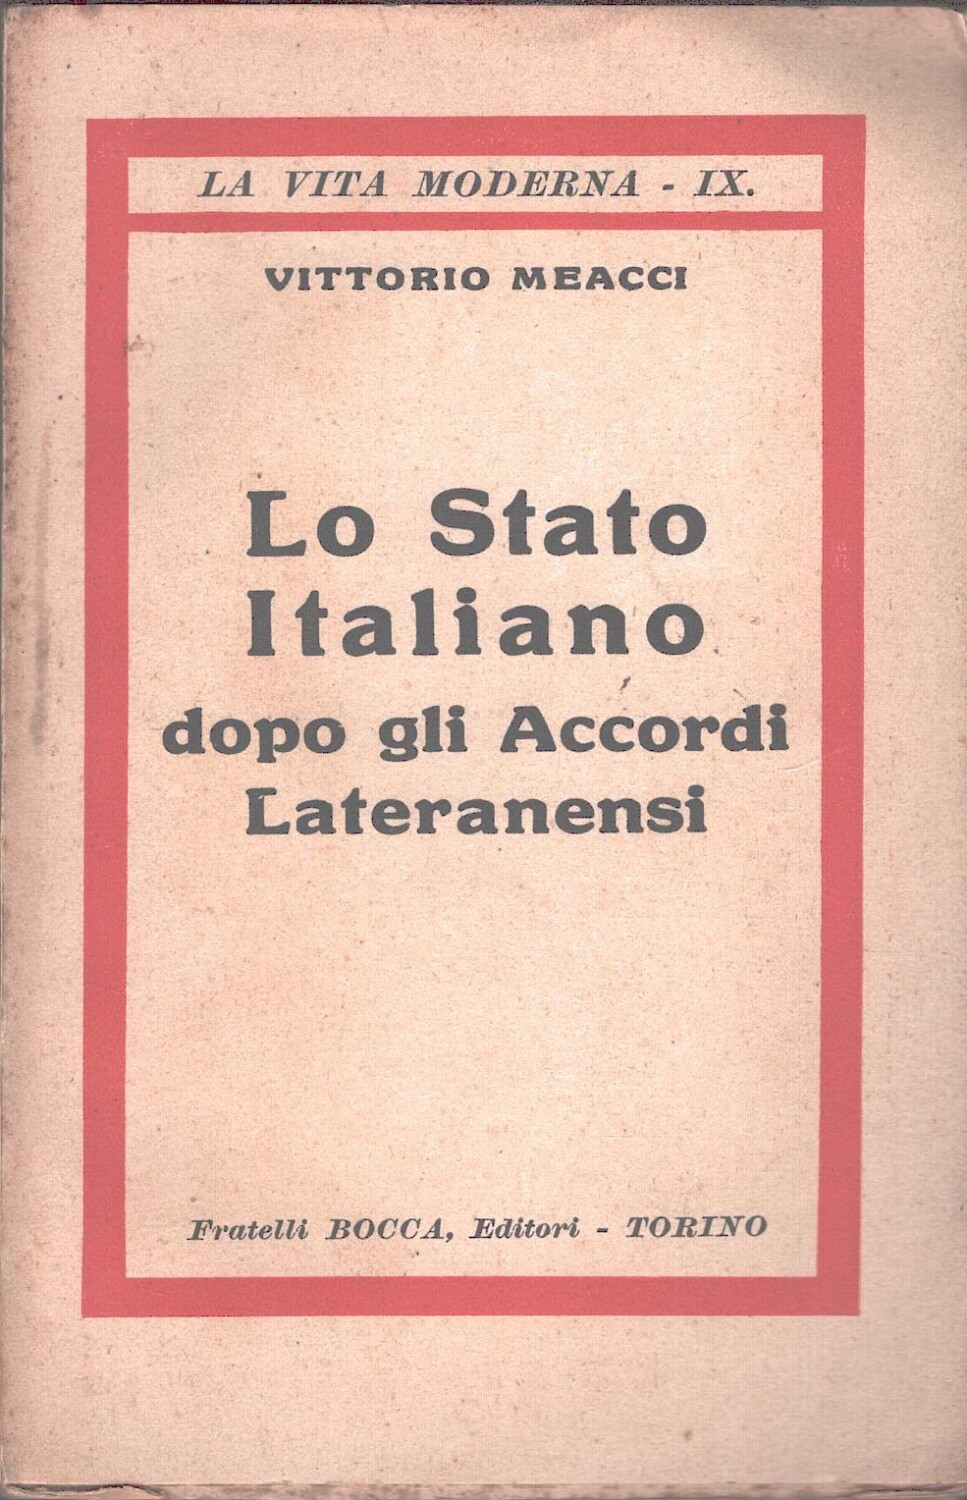 LA VITA MODERNA - IX.
VITTORIO MEACCI
Lo Stato
Italiano
dopo gli Accordi
Lateranensi
Fratelli BOCCA, Editori - TORINO